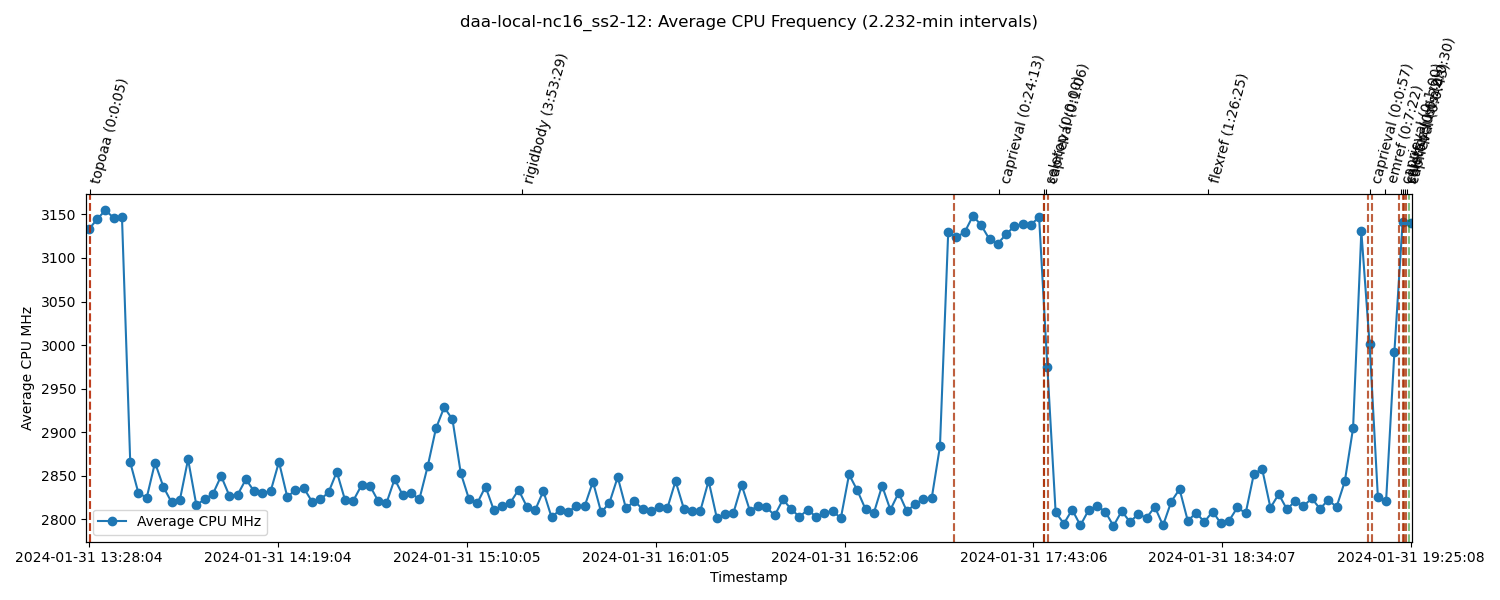 daa-local-nc16_ss2-12: Average CPU Frequency (2.232-min intervals)
topoaa (0:0:05)
rigidbody (3:53:29)
caprieval (0:24:13)
caprieval (0:1:06)
flexref (1:26:25)
caprieval (0:0:57)
emref (0:7:22)
3150
3100
3050
3000
2950
2900
2850
2800
Average CPU MHz
Average CPU MHz
2024-01-31 13:28:04
2024-01-31 14:19:04
2024-01-31 15:10:05
2024-01-31 16:01:05
2024-01-31 16:52:06
2024-01-31 17:43:06
2024-01-31 18:34:07
2024-01-31 19:25:08
Timestamp